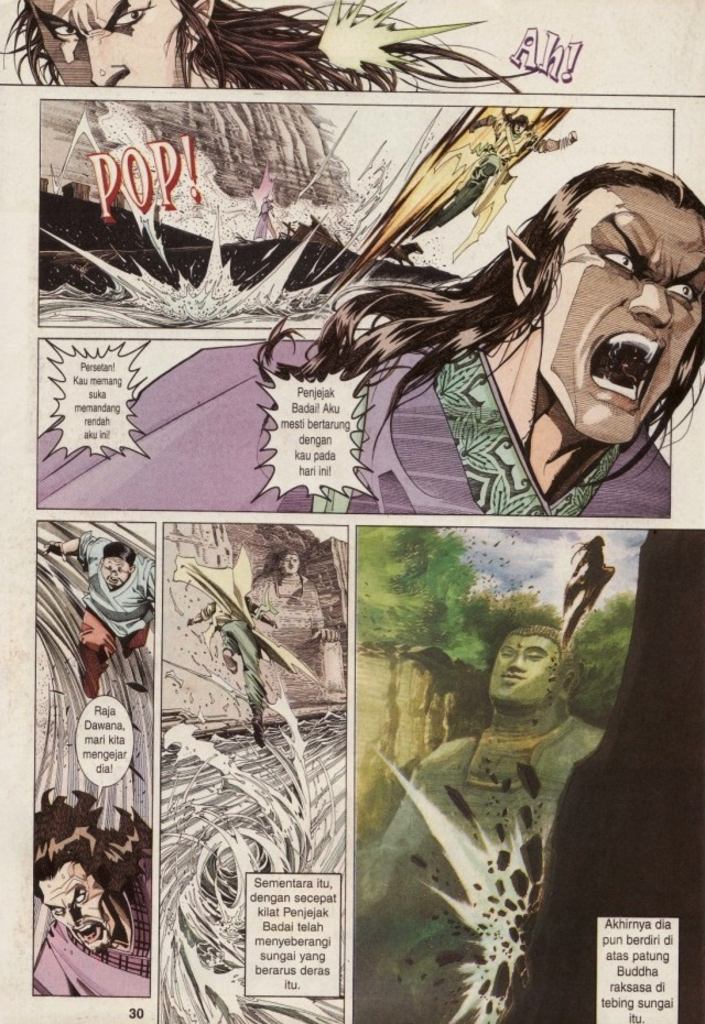 AH!
POP!
Persetan!
Kau memang
suka
memandang
rendah
aku ini!
Penjejak
Badai! Aku
mesti bertarung
dengan
kau pada
hari ini!
Raja
Dawana,
mari kita
mengejar
dia!
Sementara itu,
dengan secepat
kilat Penjejak
Badai telah
menyeberangi
sungai yang
berarus deras
itu.
Akhirnya dia
pun berdiri di
atas patung
Buddha
raksasa di
tebing sungai
itu.
30